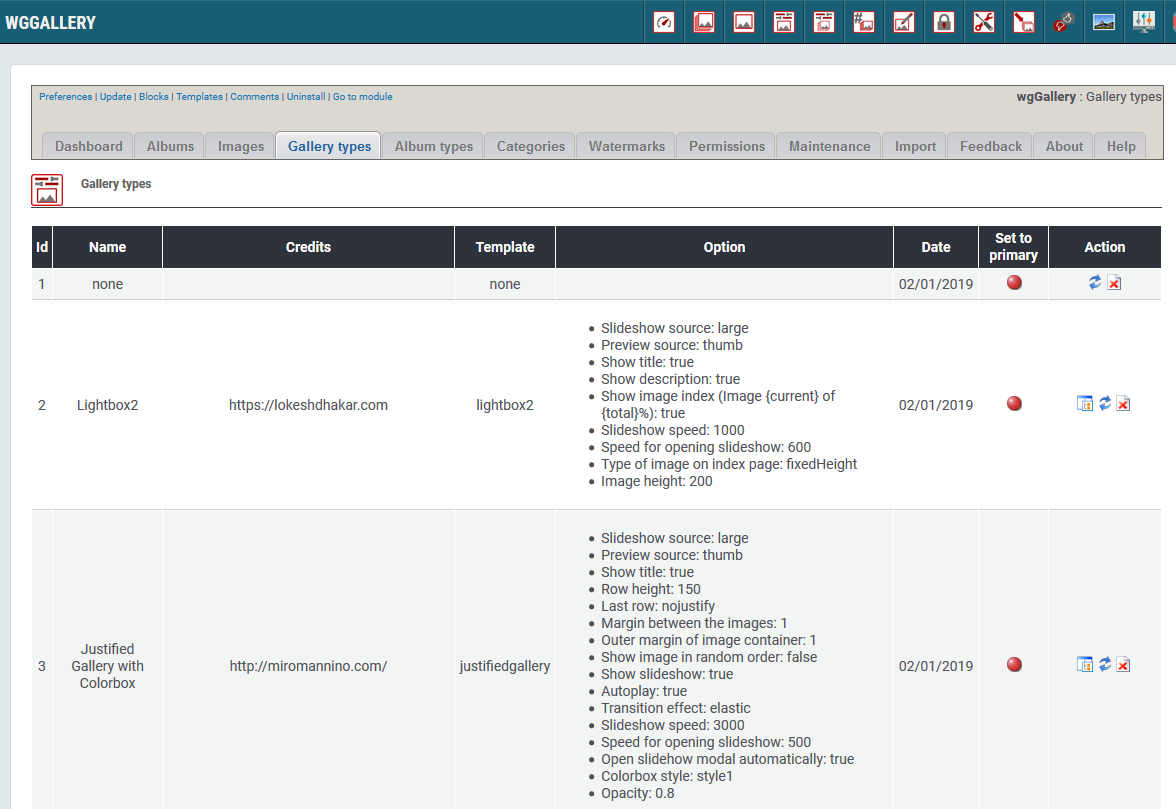 WGGALLERY
Preferences | Update | Blocks | Templates | Comments | Uninstall | Go to module
wgGallery : Gallery types
Dashboard Albums Images Gallery types Album types Categories Watermarks Permissions Maintenance Import Feedback About Help
Gallery types
Id Name Credits Template Option Date Set to primary Action
1 none none 02/01/2019
2 Lightbox2 https://lokeshdhakar.com lightbox2
Slideshow source: large
Preview source: thumb
Show title: true
Show description: true
Show image index (Image {current} of
{total}%): true
Slideshow speed: 1000
Speed for opening slideshow: 600
Type of image on index page: fixedHeight
Image height: 200
02/01/2019
3
Justified
Gallery with
Colorbox
http://miromannino.com/
justifiedgallery
Slideshow source: large
Preview source: thumb
Show title: true
Row height: 150
Last row: nojustify
Margin between the images: 1
Outer margin of image container: 1
Show image in random order: false
Show slideshow: true
Autoplay: true
Transition effect: elastic
Slideshow speed: 3000
Speed for opening slideshow: 500
Open slidehow modal automatically: true
Colorbox style: style1
Opacity: 0.8
02/01/2019